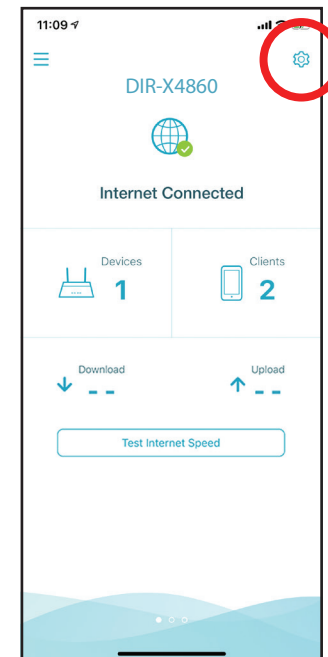 11:09
DIR-X4860
Internet Connected
Devices
1
Clients
2
Download
- -
Upload
- -
Test Internet Speed